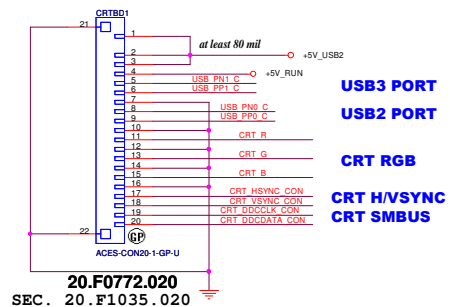 CRTBD1
21
1
at least 80 mil
2
+5V_USB2
3
4
+5V_RUN
5
USB_PN1_C
6
USB_PP1_C
USB3 PORT
7
8
USB_PN0_C
9
USB_PP0_C
USB2 PORT
10
11
CRT_R
12
13
CRT_G
14
CRT RGB
15
CRT_B
16
17
CRT_HSYNC_CON
18
CRT_VSYNC_CON
CRT H/VSYNC
19
CRT_DDCCLK_CON
20
CRT_DDCDATA_CON
CRT SMBUS
22
GP
ACES-CON20-1-GP-U
20.F0772.020
SEC. 20.F1035.020